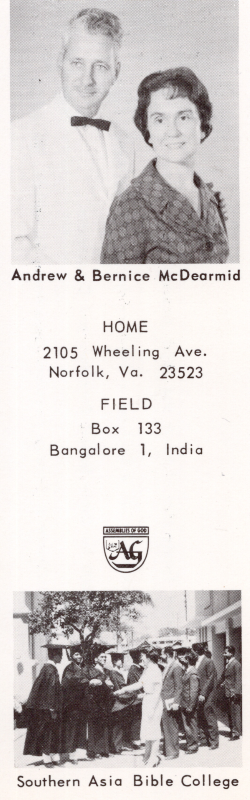 Andrew & Bernice McDearmid
HOME
2105 Wheeling Ave.
Norfolk, Va. 23523
FIELD
Box 133
Bangalore 1, India
ASSEMBLIES OF GOD
AG
Southern Asia Bible College